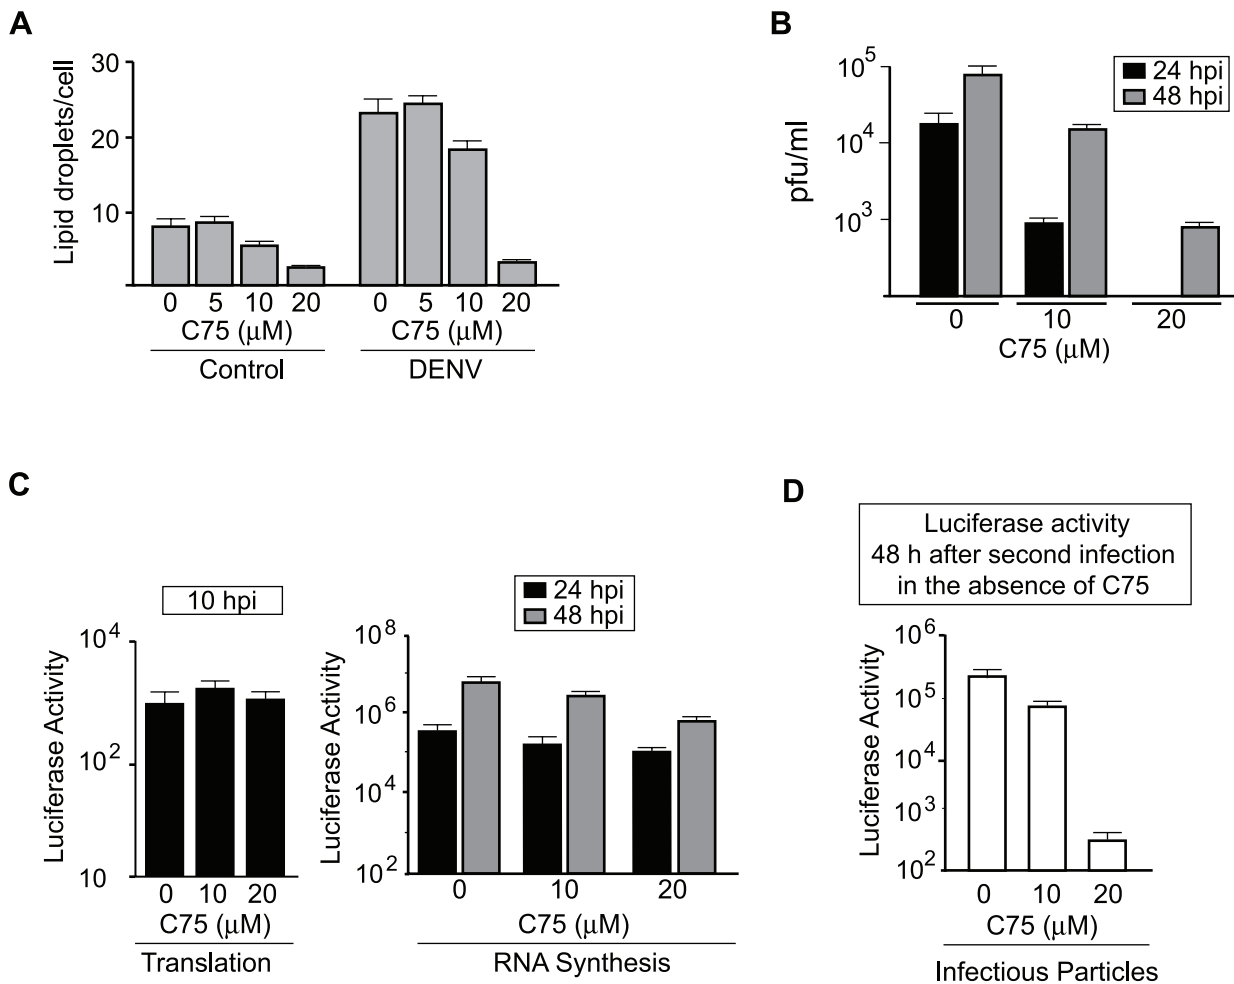 A
Lipid droplets/cell
30
20
10
0 5 10 20 0 5 10 20
C75 (μM) C75 (μM)
Control DENV
B
pfu/ml
10^5
10^4
10^3
24 hpi
48 hpi
0 10 20
C75 (μM)
C
10 hpi
Luciferase Activity
10^4
10^2
10
0 10 20
C75 (μM)
Translation
24 hpi
48 hpi
Luciferase Activity
10^8
10^6
10^4
10^2
0 10 20
C75 (μM)
RNA Synthesis
D
Luciferase activity
48 h after second infection
in the absence of C75
Luciferase Activity
10^6
10^5
10^4
10^3
10^2
0 10 20
C75 (μM)
Infectious Particles